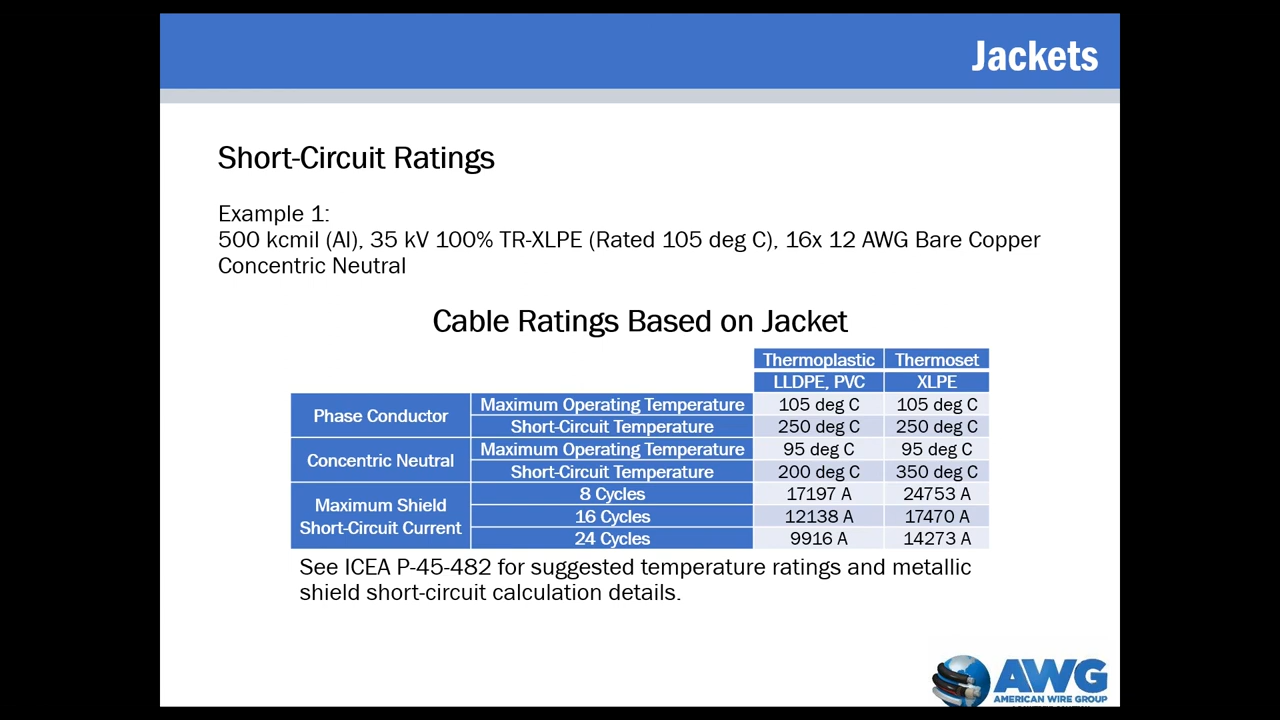 Jackets
Short-Circuit Ratings
Example 1:
500 kcmil (Al), 35 kV 100% TR-XLPE (Rated 105 deg C), 16x 12 AWG Bare Copper
Concentric Neutral
Cable Ratings Based on Jacket
Thermoplastic Thermoset
LLDPE, PVC XLPE
Phase Conductor Maximum Operating Temperature 105 deg C 105 deg C
Short-Circuit Temperature 250 deg C 250 deg C
Concentric Neutral Maximum Operating Temperature 95 deg C 95 deg C
Short-Circuit Temperature 200 deg C 350 deg C
Maximum Shield
Short-Circuit Current
8 Cycles 17197 A 24753 A
16 Cycles 12138 A 17470 A
24 Cycles 9916 A 14273 A
See ICEA P-45-482 for suggested temperature ratings and metallic
shield short-circuit calculation details.
AWG
AMERICAN WIRE GROUP